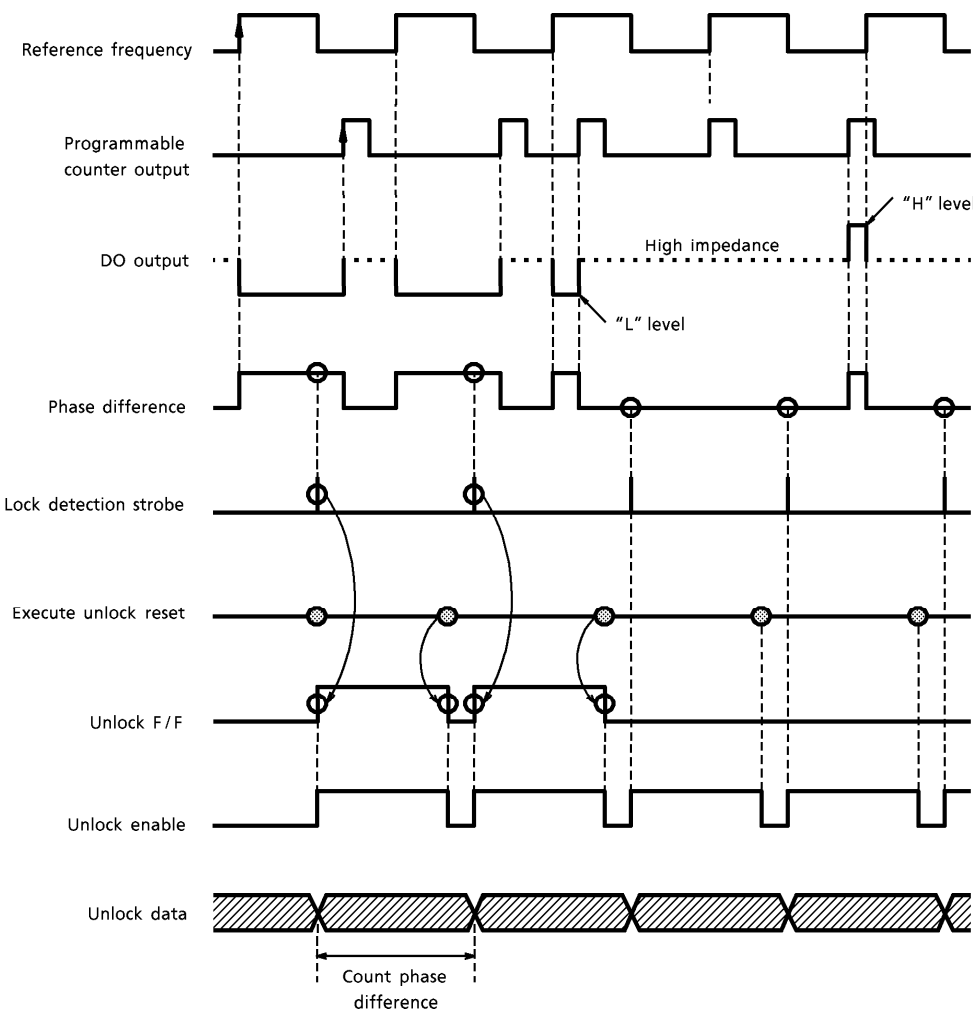 Reference frequency
Programmable
counter output
"H" level
High impedance
DO output
"L" level
Phase difference
Lock detection strobe
Execute unlock reset
Unlock F/F
Unlock enable
Unlock data
Count phase
difference